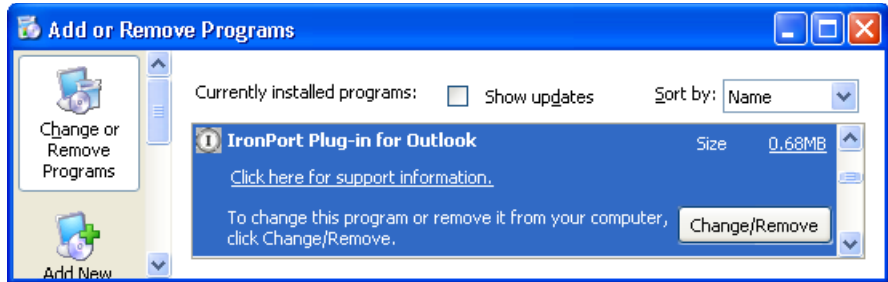 Add or Remove Programs
Change or
Remove
Programs
Add New
Currently installed programs:
Show updates
Sort by: Name
IronPort Plug-in for Outlook
Size 0.68MB
Click here for support information.
To change this program or remove it from your computer,
click Change/Remove.
Change/Remove